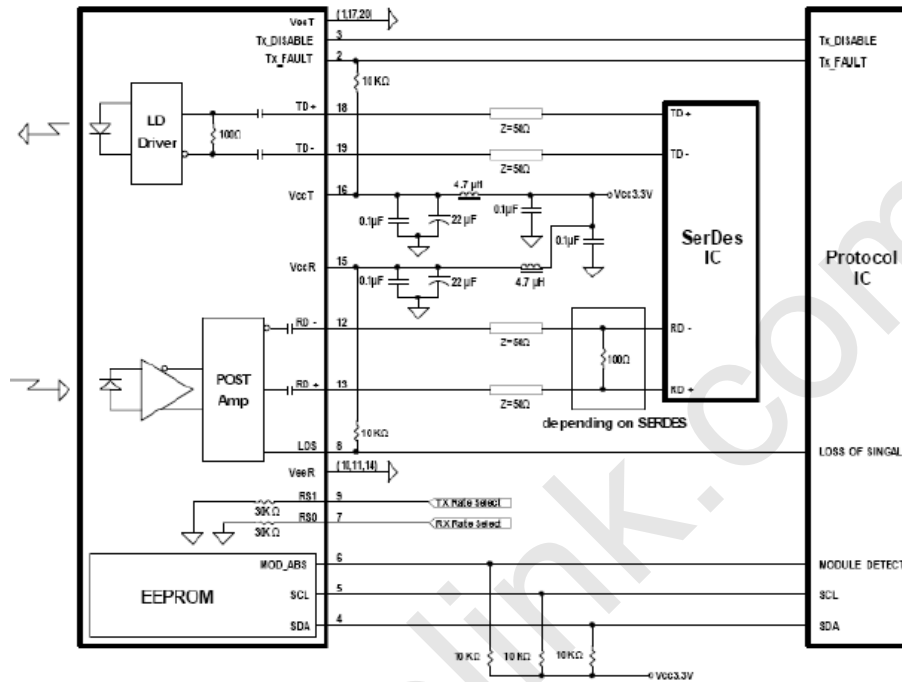 VeeT (1,17,20)
Tx_DISABLE 3 Tx_DISABLE
Tx_FAULT 2 Tx_FAULT
10 KΩ
LD Driver
100Ω
TD+ 18 Z=50Ω TD+
TD- 19 Z=50Ω TD-
VccT 16 4.7 µH Vcc3.3V
0.1µF 22 µF 0.1µF 0.1µF
SerDes IC
Protocol IC
VccR 15
0.1µF 22 µF 4.7 µH
RD - 12 Z=50Ω RD -
100Ω
POST Amp
RD + 13 Z=50Ω RD +
depending on SERDES
10 KΩ
LOS 8 LOSS OF SINGAL
VeeR (10,11,14)
RS1 9 TX Rate Select
30KΩ
RS0 7 RX Rate Select
30KΩ
EEPROM
MOD_ABS 6 MODULE DETECT
SCL 5 SCL
SDA 4 SDA
10 KΩ 10 KΩ 10 KΩ
Vcc3.3V
link.com